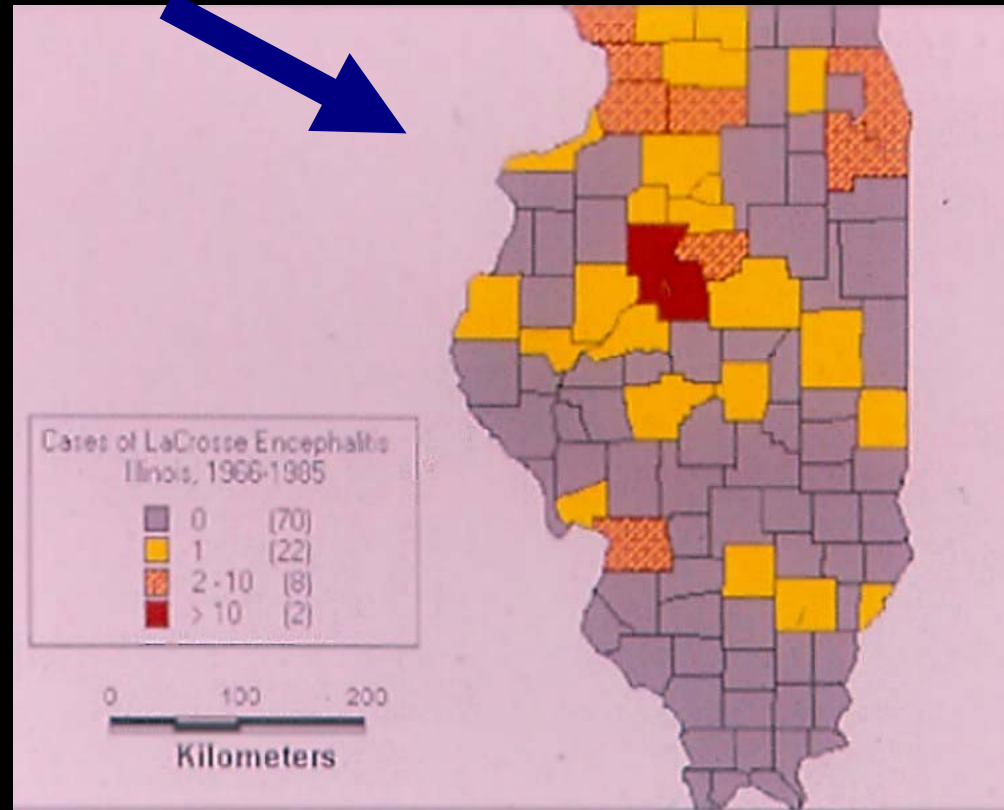 Cases of LaCrosse Encephalitis
Illinois, 1966-1985
0 (70)
1 (22)
2-10 (8)
> 10 (2)
0 100 200
Kilometers